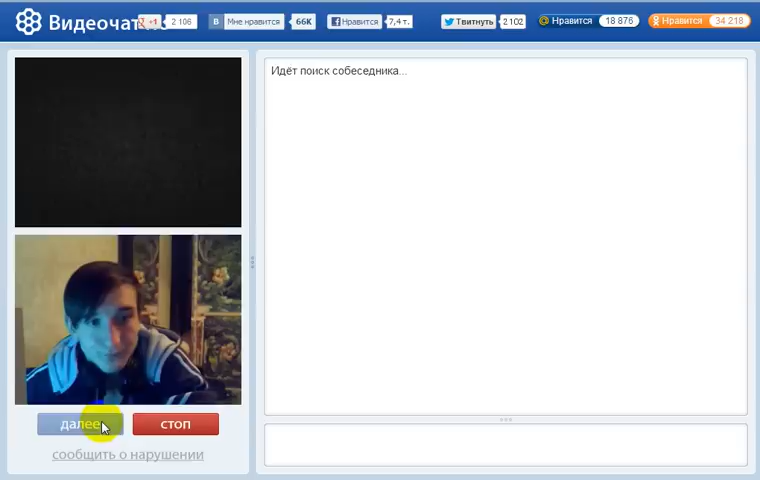 Видеочат
+1 2 106
В Мне нравится 66K
Нравится 7,4 т.
Твитнуть 2 102
Нравится 18 876
Нравится 34 218
Идёт поиск собеседника...
далее
стоп
сообщить о нарушении